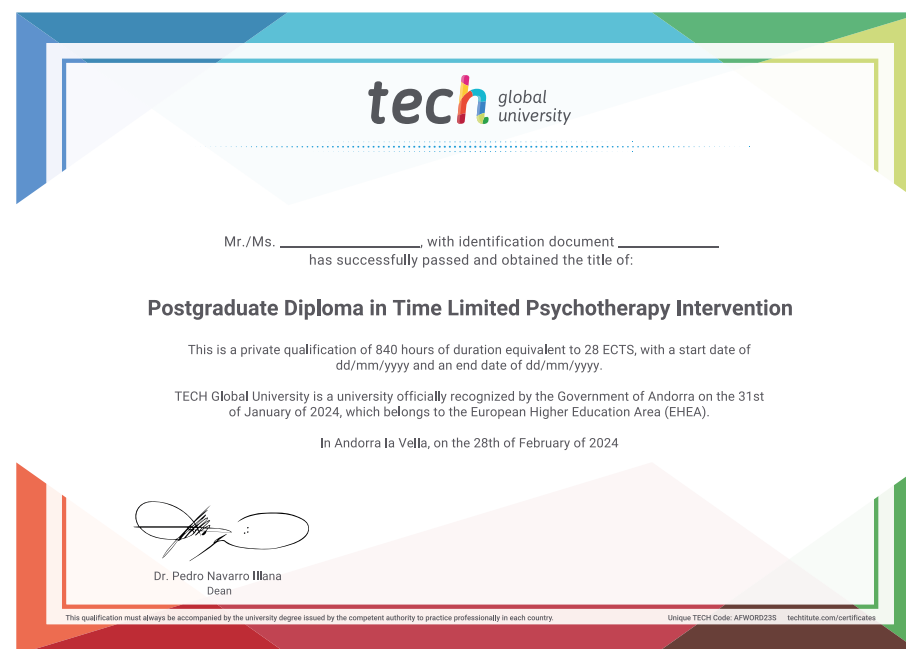 tech global university
Mr./Ms. ____________________, with identification document ______________
has successfully passed and obtained the title of:
Postgraduate Diploma in Time Limited Psychotherapy Intervention
This is a private qualification of 840 hours of duration equivalent to 28 ECTS, with a start date of
dd/mm/yyyy and an end date of dd/mm/yyyy.
TECH Global University is a university officially recognized by the Government of Andorra on the 31st
of January of 2024, which belongs to the European Higher Education Area (EHEA).
In Andorra la Vella, on the 28th of February of 2024
Dr. Pedro Navarro Illana
Dean
This qualification must always be accompanied by the university degree issued by the competent authority to practice professionally in each country.
Unique TECH Code: AFWORD23S techtitute.com/certificates